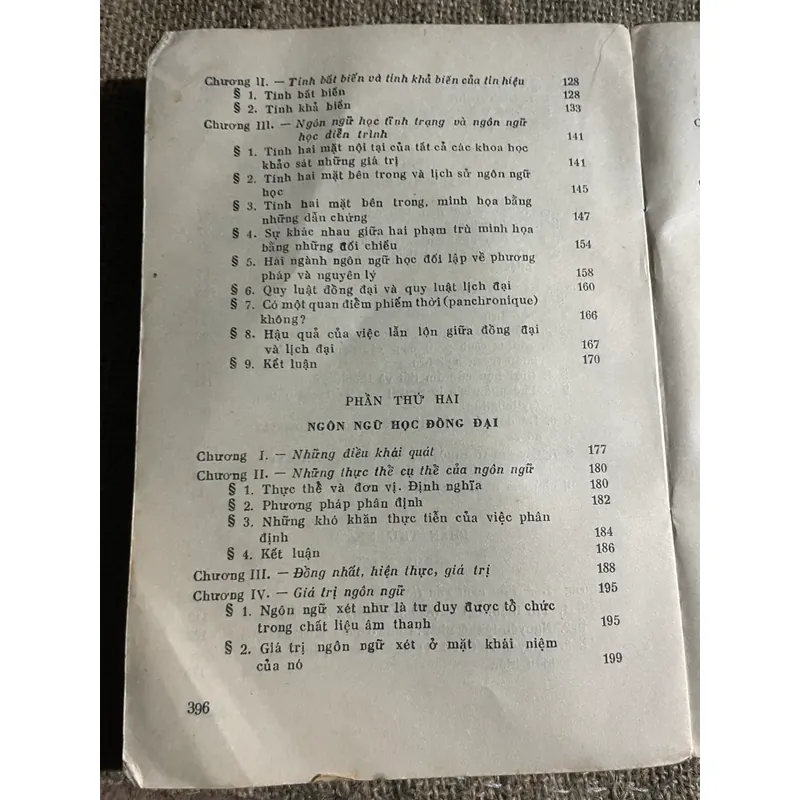 Chương II. — Tính bất biến và tính khả biến của tín hiệu 128
§ 1. Tính bất biến 128
§ 2. Tính khả biến 133
Chương III. — Ngôn ngữ học tĩnh trạng và ngôn ngữ
học diễn trình 141
§ 1. Tính hai mặt nội tại của tất cả các khoa học
khảo sát những giá trị 141
§ 2. Tính hai mặt bên trong và lịch sử ngôn ngữ
học 145
§ 3. Tính hai mặt bên trong, minh họa bằng
những dẫn chứng 147
§ 4. Sự khác nhau giữa hai phạm trù minh họa
bằng những đối chiếu 154
§ 5. Hai ngành ngôn ngữ học đối lập về phương
pháp và nguyên lý 158
§ 6. Quy luật đồng đại và quy luật lịch đại 160
§ 7. Có một quan điểm phiếm thời (panchronique)
không? 166
§ 8. Hậu quả của việc lẫn lộn giữa đồng đại
và lịch đại 167
§ 9. Kết luận 170
PHẦN THỨ HAI
NGÔN NGỮ HỌC ĐỒNG ĐẠI
Chương I. — Những điều khái quát 177
Chương II. — Những thực thể cụ thể của ngôn ngữ 180
§ 1. Thực thể và đơn vị. Định nghĩa 180
§ 2. Phương pháp phân định 182
§ 3. Những khó khăn thực tiễn của việc phân
định 184
§ 4. Kết luận 186
Chương III. — Đồng nhất, hiện thực, giá trị 188
Chương IV. — Giá trị ngôn ngữ 195
§ 1. Ngôn ngữ xét như là tư duy được tổ chức
trong chất liệu âm thanh 195
§ 2. Giá trị ngôn ngữ xét ở mặt khái niệm
của nó 199
396